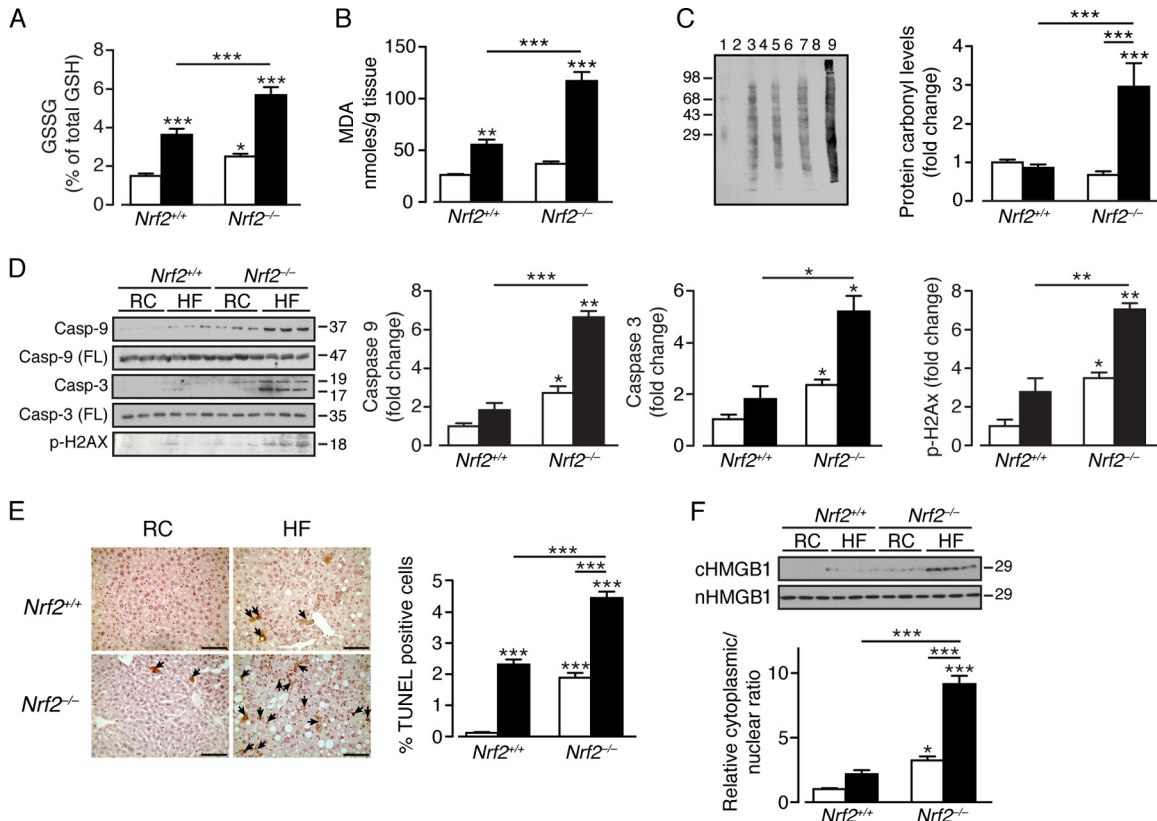 A
GSSG
(% of total GSH)
8
6
4
2
0
***
***
*
***
Nrf2+/+
Nrf2−/−
B
MDA
nmoles/g tissue
150
100
50
25
0
***
**
***
Nrf2+/+
Nrf2−/−
C
1 2 3 4 5 6 7 8 9
98
68
43
29
Protein carbonyl levels
(fold change)
4
3
2
1
0
***
***
***
Nrf2+/+
Nrf2−/−
D
Nrf2+/+ Nrf2−/−
RC HF RC HF
Casp-9 37
Casp-9 (FL) 47
Casp-3 19
17
Casp-3 (FL) 35
p-H2AX 18
Caspase 9
(fold change)
8
6
4
2
0
***
*
**
Nrf2+/+
Nrf2−/−
Caspase 3
(fold change)
6
4
2
0
*
*
*
Nrf2+/+
Nrf2−/−
p-H2Ax (fold change)
8
6
4
2
0
**
*
**
Nrf2+/+
Nrf2−/−
E
RC HF
Nrf2+/+
Nrf2−/−
% TUNEL positive cells
5
4
3
2
1
0
***
***
***
***
***
Nrf2+/+
Nrf2−/−
F
Nrf2+/+ Nrf2−/−
RC HF RC HF
cHMGB1 29
nHMGB1 29
Relative cytoplasmic/
nuclear ratio
15
10
5
0
***
***
***
*
Nrf2+/+
Nrf2−/−